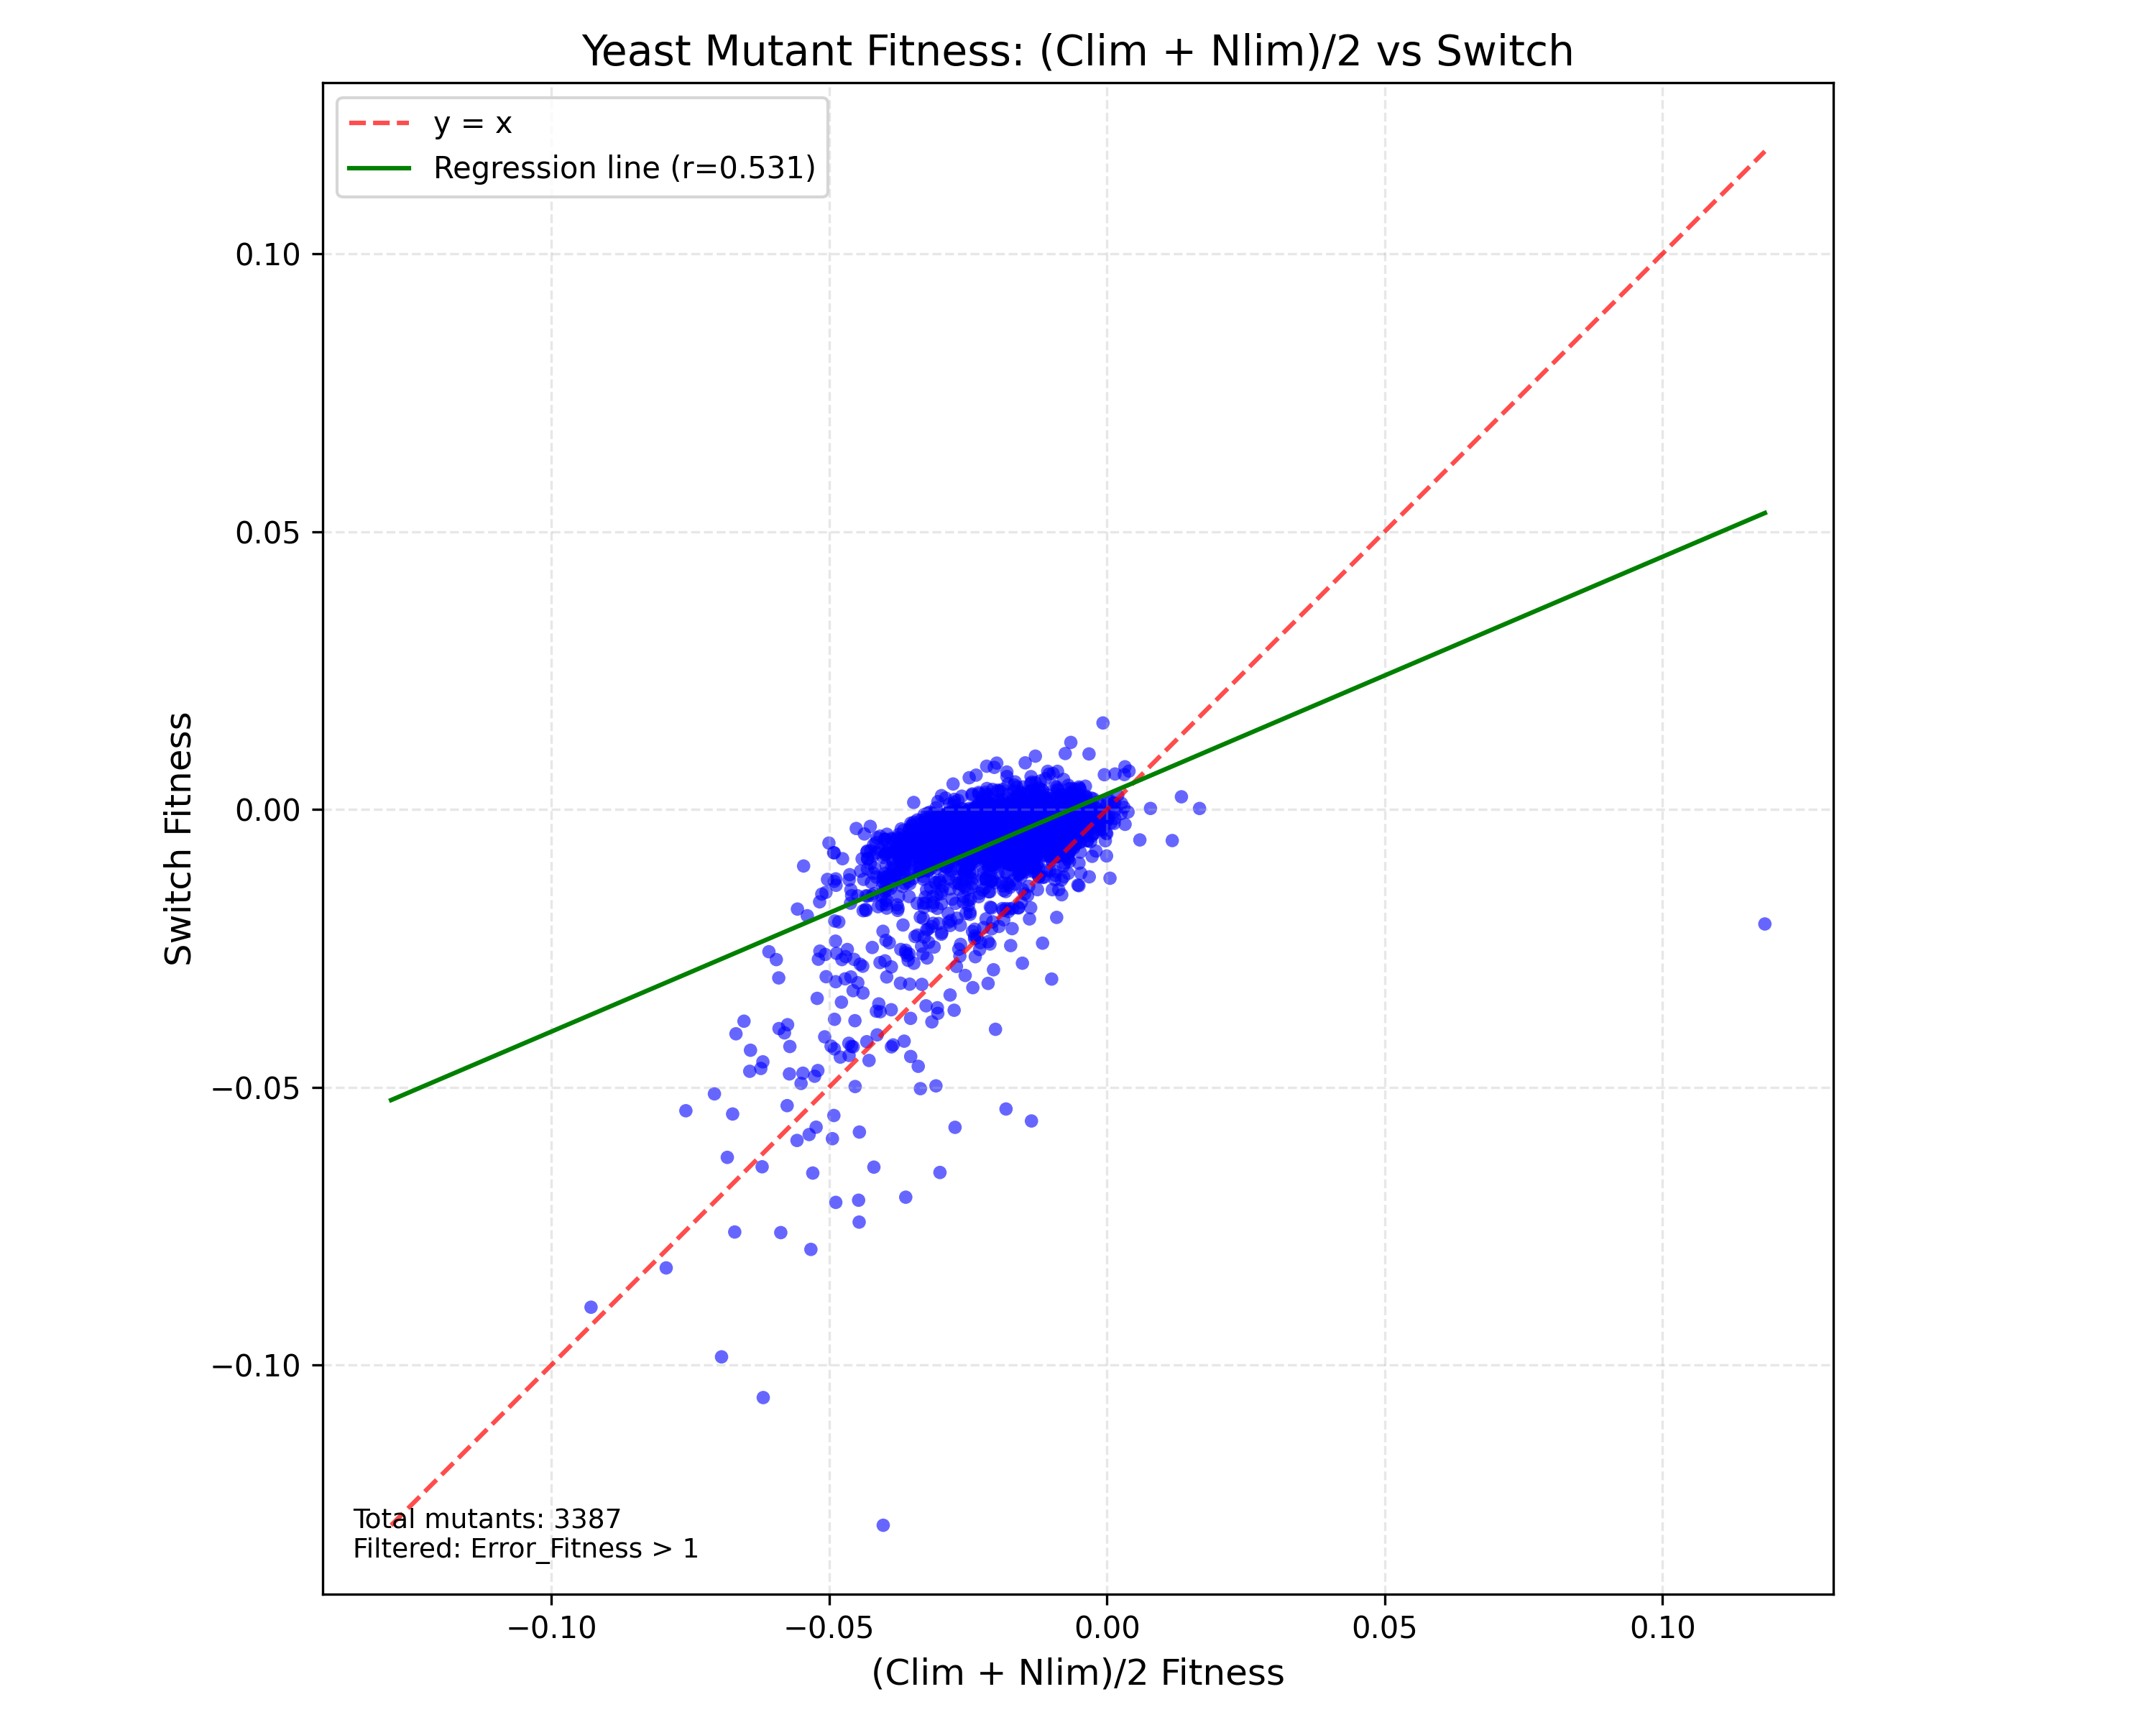 Yeast Mutant Fitness: (Clim + Nlim)/2 vs Switch
y = x
Regression line (r=0.531)
0.10
0.05
0.00
−0.05
−0.10
Switch Fitness
Total mutants: 3387
Filtered: Error_Fitness > 1
−0.10
−0.05
0.00
0.05
0.10
(Clim + Nlim)/2 Fitness